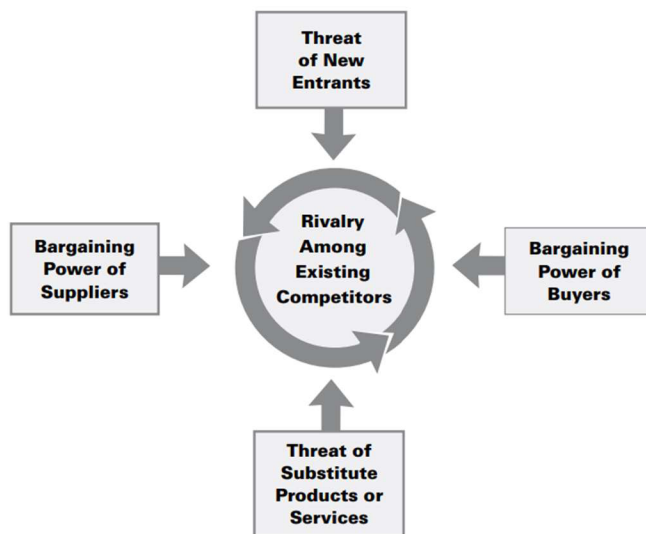 Threat
of New
Entrants
Bargaining
Power of
Suppliers
Rivalry
Among
Existing
Competitors
Bargaining
Power of
Buyers
Threat of
Substitute
Products or
Services